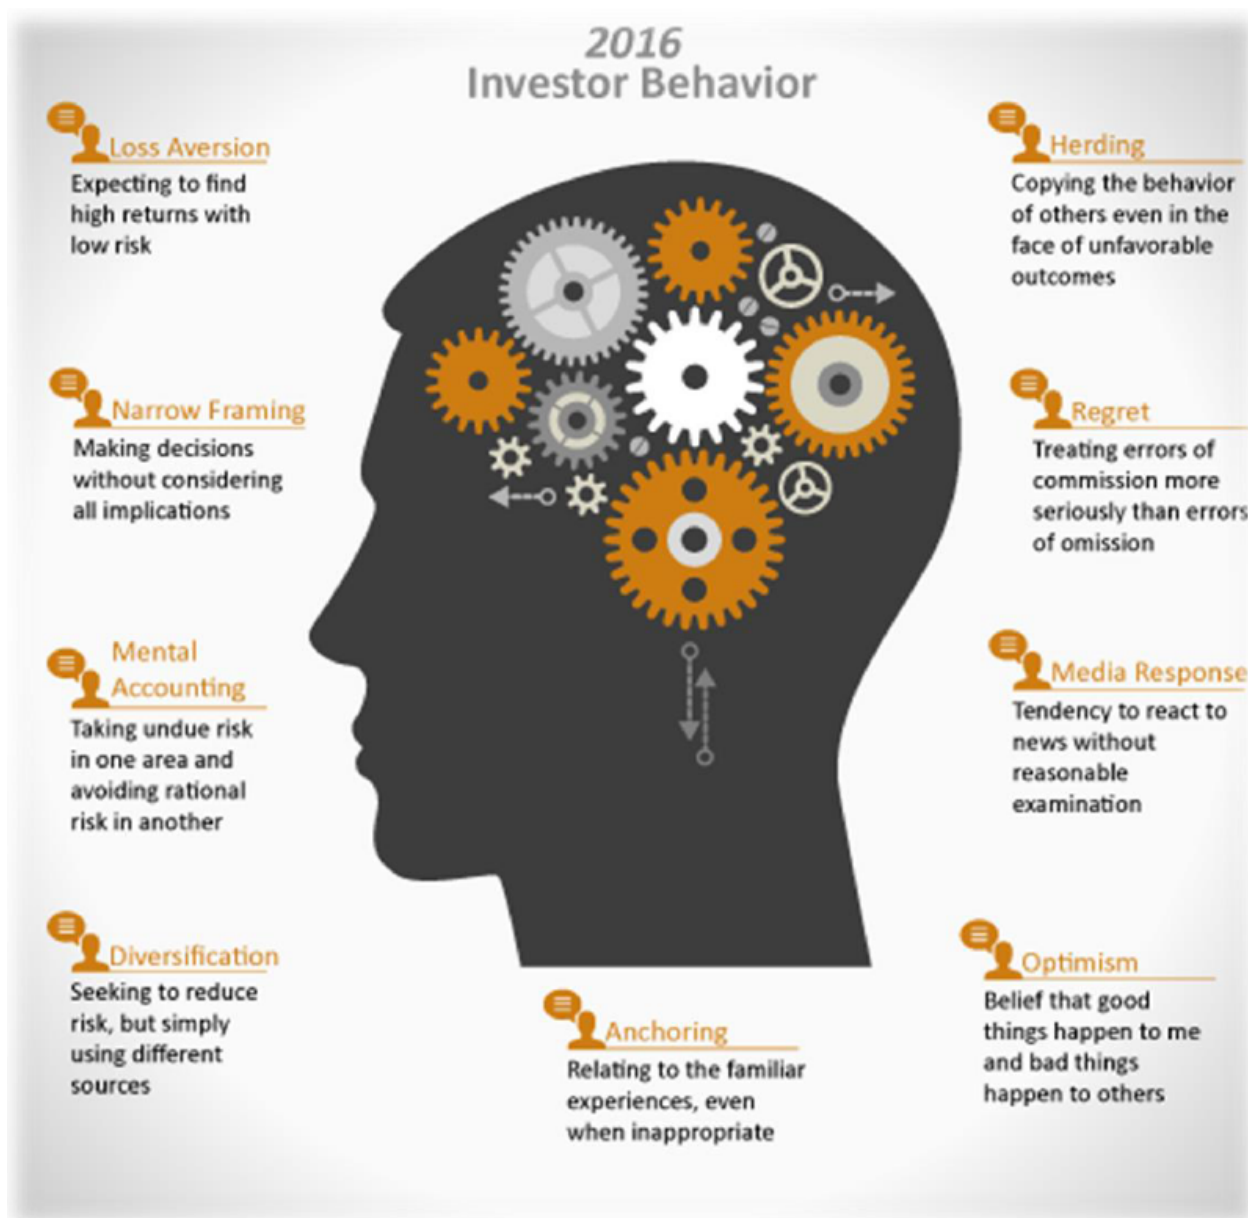 2016
Investor Behavior
Loss Aversion
Expecting to find
high returns with
low risk
Narrow Framing
Making decisions
without considering
all implications
Mental
Accounting
Taking undue risk
in one area and
avoiding rational
risk in another
Diversification
Seeking to reduce
risk, but simply
using different
sources
Anchoring
Relating to the familiar
experiences, even
when inappropriate
Herding
Copying the behavior
of others even in the
face of unfavorable
outcomes
Regret
Treating errors of
commission more
seriously than errors
of omission
Media Response
Tendency to react to
news without
reasonable
examination
Optimism
Belief that good
things happen to me
and bad things
happen to others